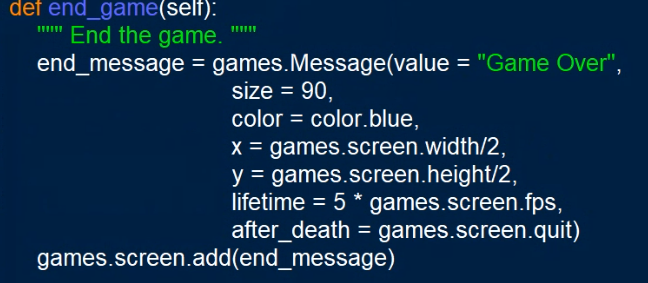 def end_game(self):
""" End the game. """
end_message = games.Message(value = "Game Over",
size = 90,
color = color.blue,
x = games.screen.width/2,
y = games.screen.height/2,
lifetime = 5 * games.screen.fps,
after_death = games.screen.quit)
games.screen.add(end_message)